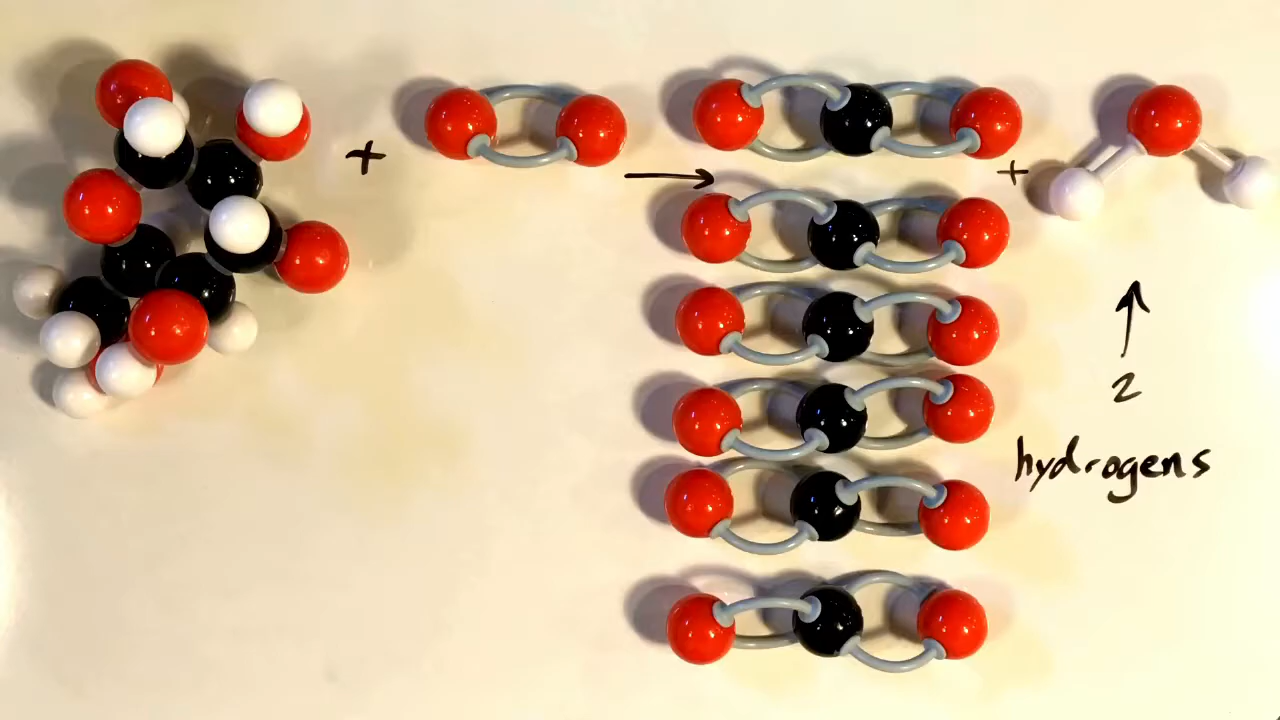 + → +
2
hydrogens